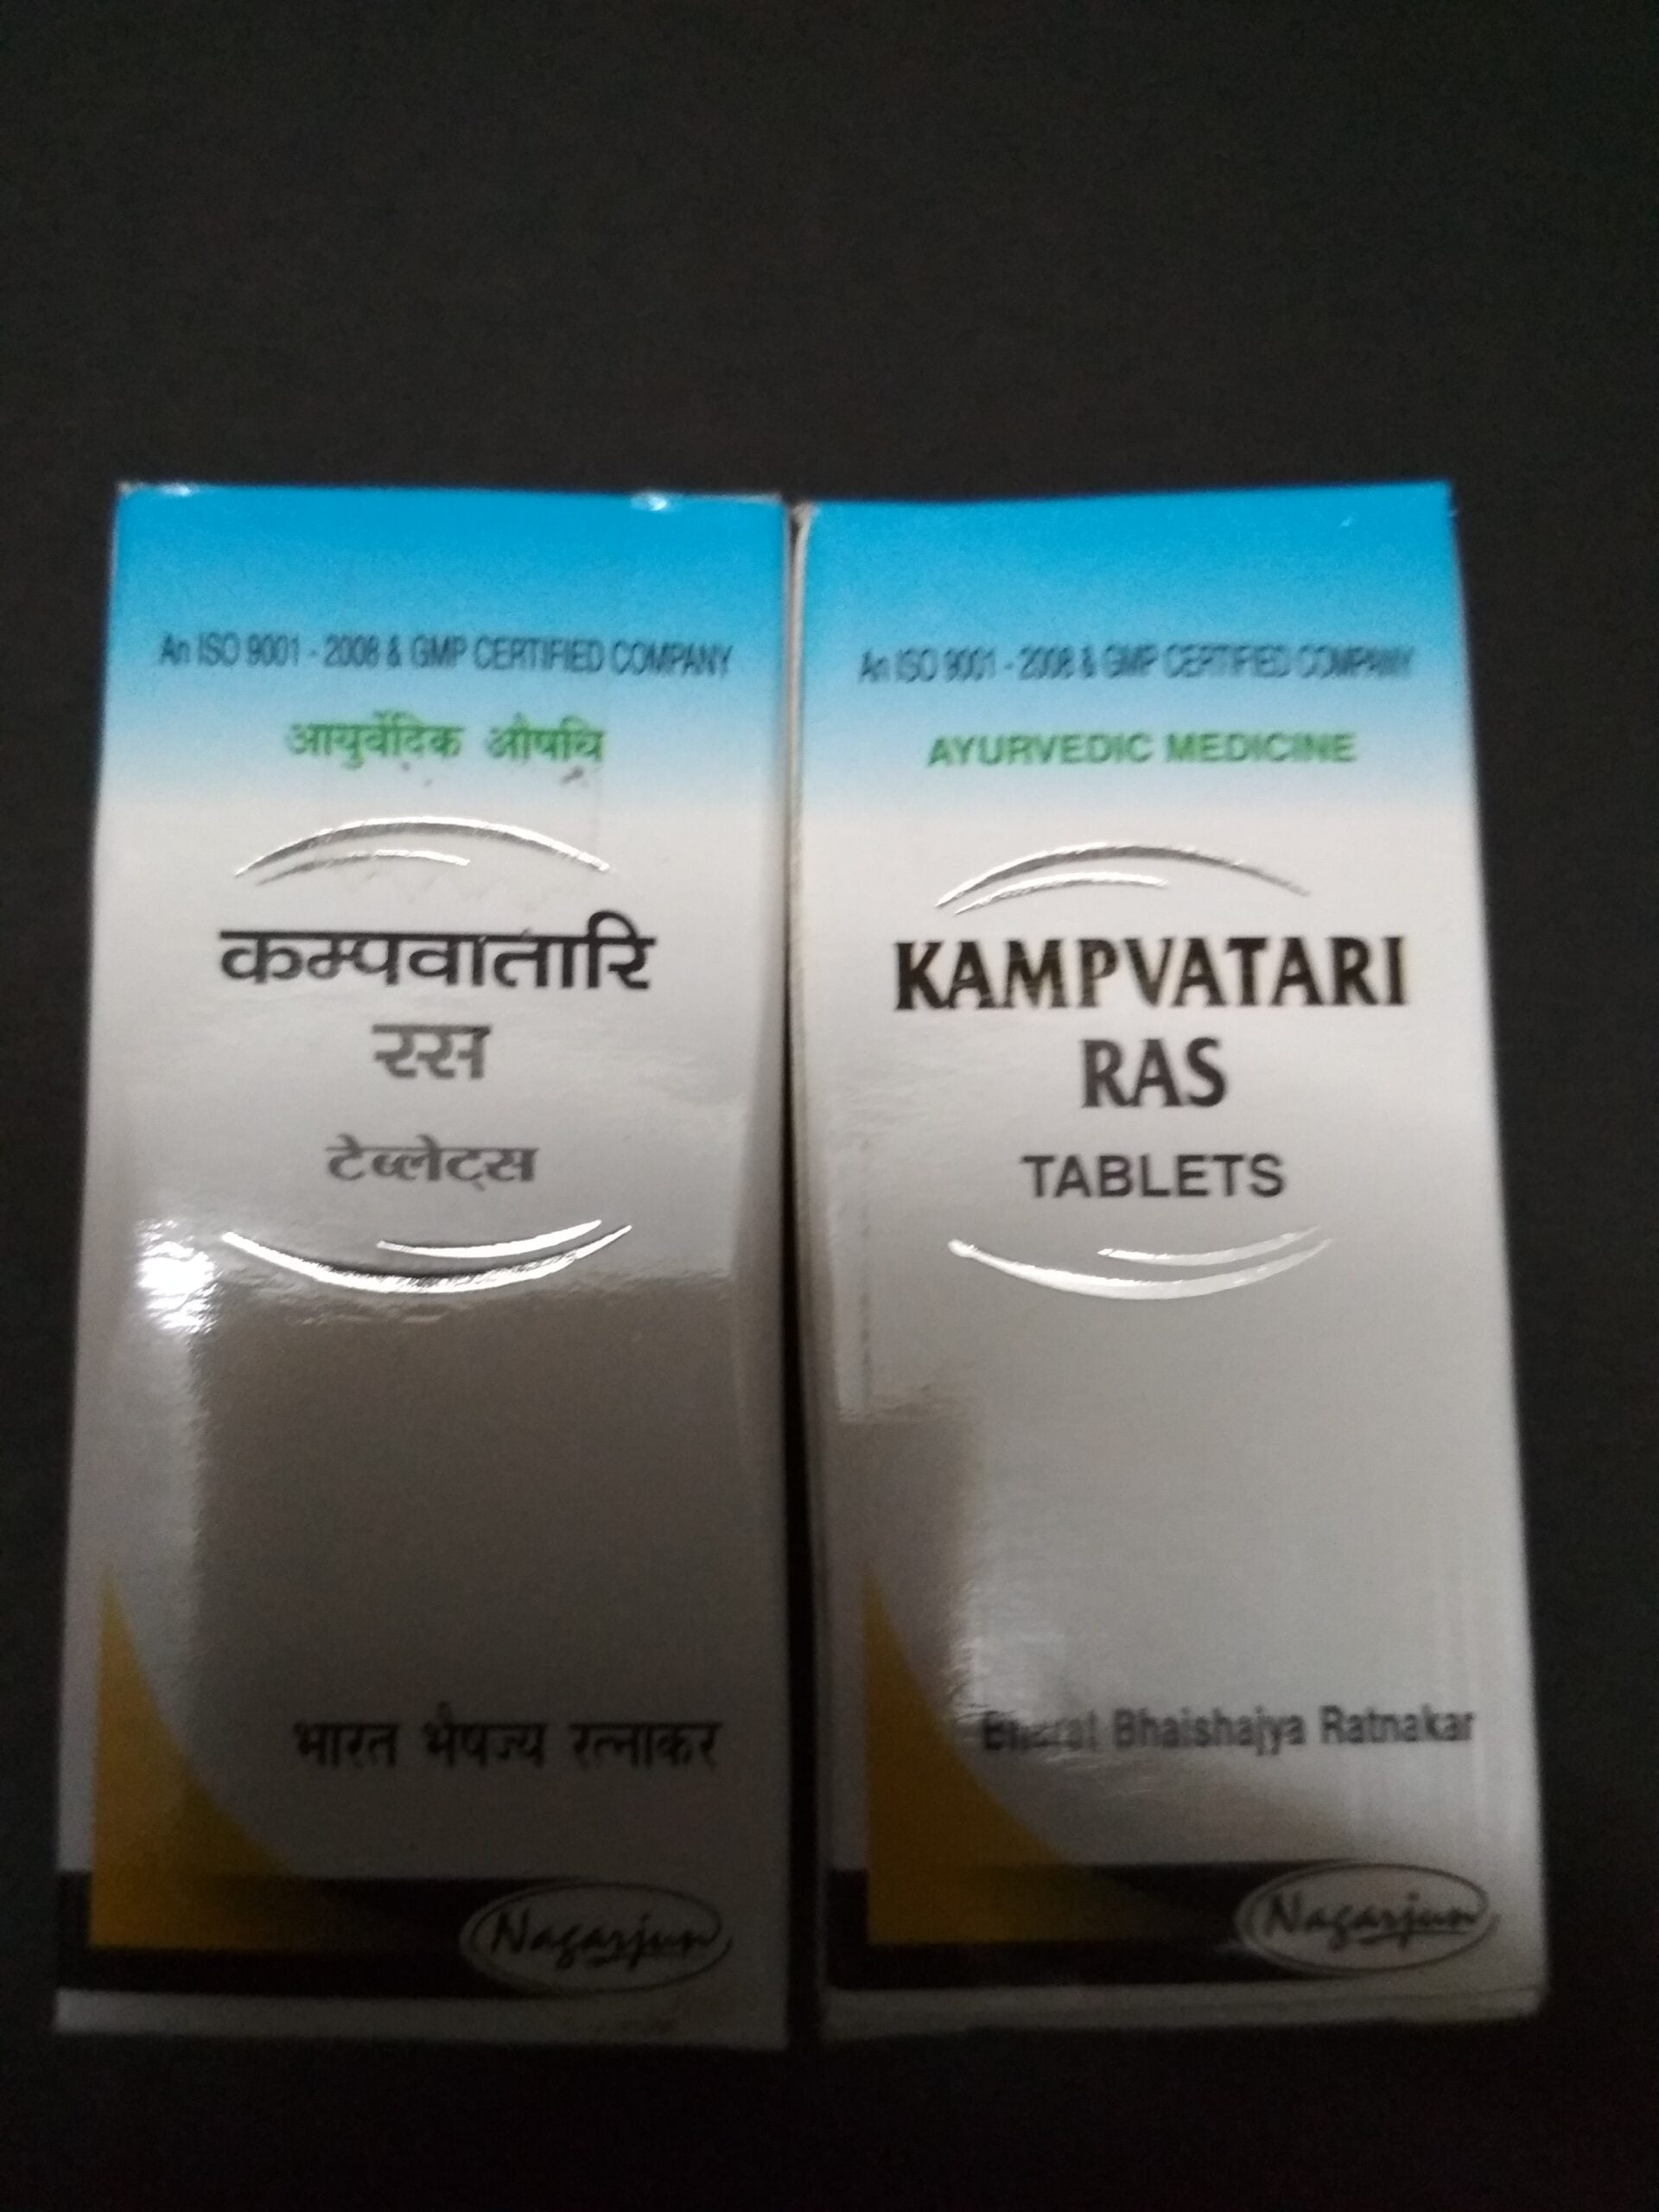 An ISO 9001 - 2008 & GMP CERTIFIED COMPANY
आयुर्वेदिक औषधि
कम्पवातारि
रस
टेब्लेट्स
भारत भैषज्य रत्नाकर
Nagarjun
An ISO 9001 - 2008 & GMP CERTIFIED COMPANY
AYURVEDIC MEDICINE
KAMPVATARI
RAS
TABLETS
Bharat Bhaishajya Ratnakar
Nagarjun